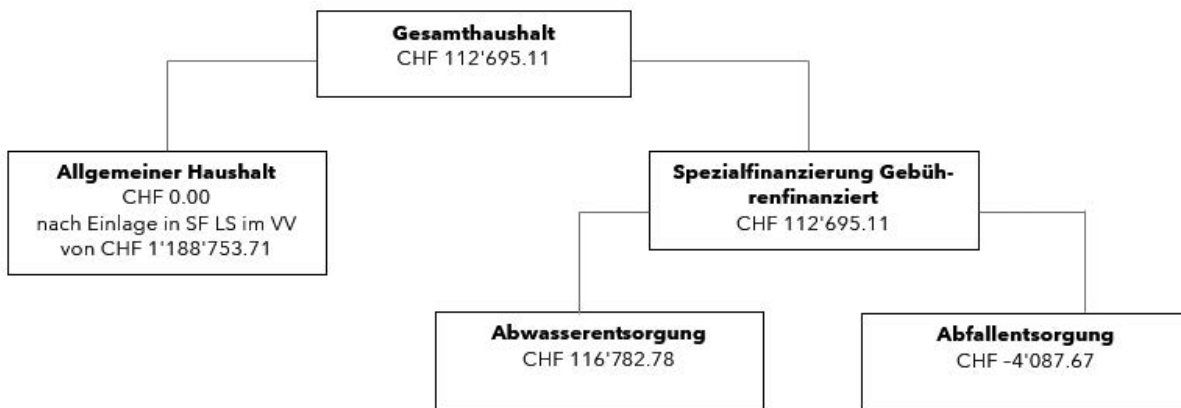 Gesamthaushalt
CHF 112'695.11
Allgemeiner Haushalt
CHF 0.00
nach Einlage in SF LS im VV
von CHF 1'188'753.71
Spezialfinanzierung Gebüh-
renfinanziert
CHF 112'695.11
Abwasserentsorgung
CHF 116'782.78
Abfallentsorgung
CHF -4'087.67